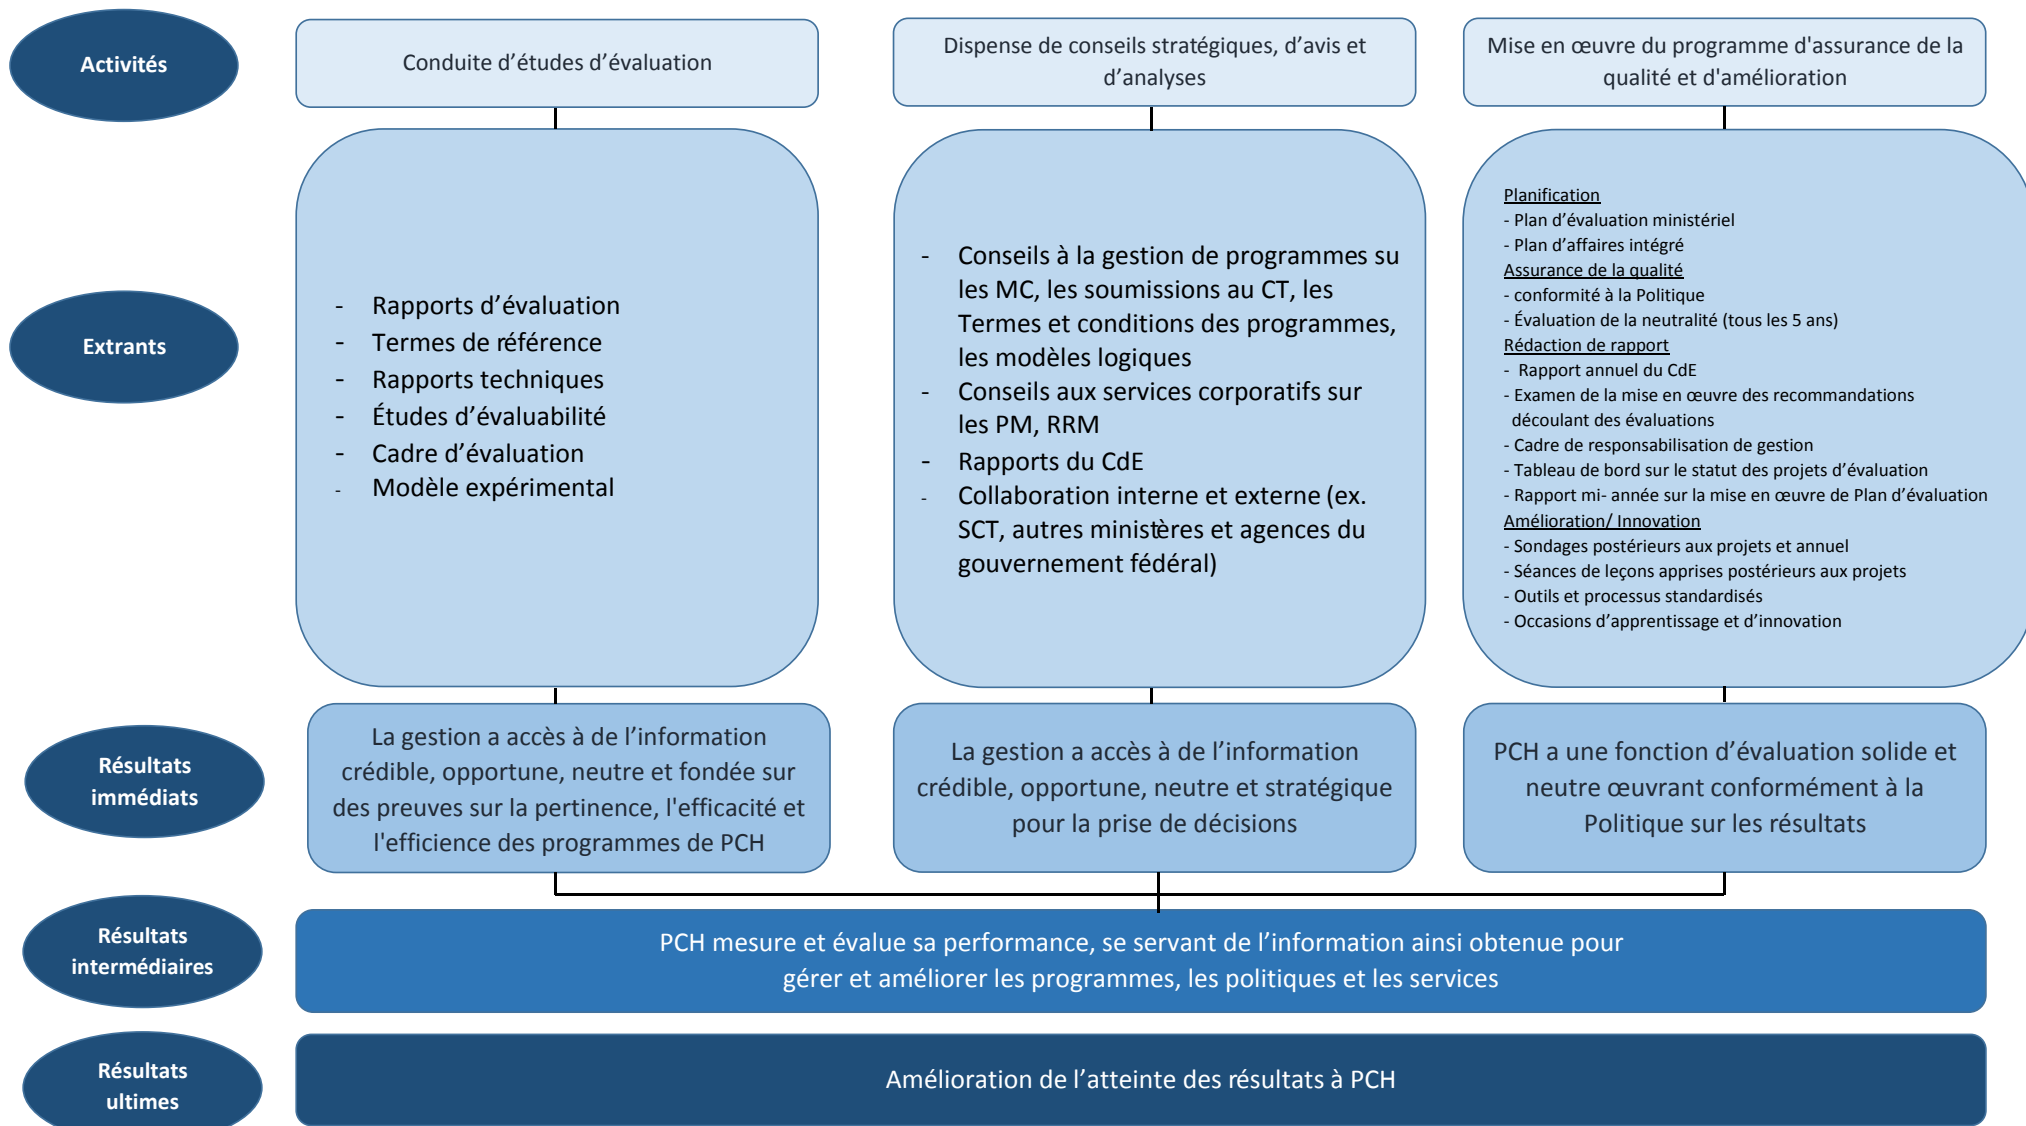 Activités
Conduite d’études d’évaluation
Dispense de conseils stratégiques, d’avis et
d’analyses
Mise en œuvre du programme d'assurance de la
qualité et d'amélioration
Extrants
- Rapports d’évaluation
- Termes de référence
- Rapports techniques
- Études d’évaluabilité
- Cadre d’évaluation
- Modèle expérimental
- Conseils à la gestion de programmes su
les MC, les soumissions au CT, les
Termes et conditions des programmes,
les modèles logiques
- Conseils aux services corporatifs sur
les PM, RRM
- Rapports du CdE
- Collaboration interne et externe (ex.
SCT, autres ministères et agences du
gouvernement fédéral)
Planification
- Plan d’évaluation ministériel
- Plan d’affaires intégré
Assurance de la qualité
- conformité à la Politique
- Évaluation de la neutralité (tous les 5 ans)
Rédaction de rapport
- Rapport annuel du CdE
- Examen de la mise en œuvre des recommandations
découlant des évaluations
- Cadre de responsabilisation de gestion
- Tableau de bord sur le statut des projets d’évaluation
- Rapport mi- année sur la mise en œuvre de Plan d’évaluation
Amélioration/ Innovation
- Sondages postérieurs aux projets et annuel
- Séances de leçons apprises postérieurs aux projets
- Outils et processus standardisés
- Occasions d’apprentissage et d’innovation
Résultats
immédiats
La gestion a accès à de l’information
crédible, opportune, neutre et fondée sur
des preuves sur la pertinence, l'efficacité et
l'efficience des programmes de PCH
La gestion a accès à de l’information
crédible, opportune, neutre et stratégique
pour la prise de décisions
PCH a une fonction d’évaluation solide et
neutre œuvrant conformément à la
Politique sur les résultats
Résultats
intermédiaires
PCH mesure et évalue sa performance, se servant de l’information ainsi obtenue pour
gérer et améliorer les programmes, les politiques et les services
Résultats
ultimes
Amélioration de l’atteinte des résultats à PCH